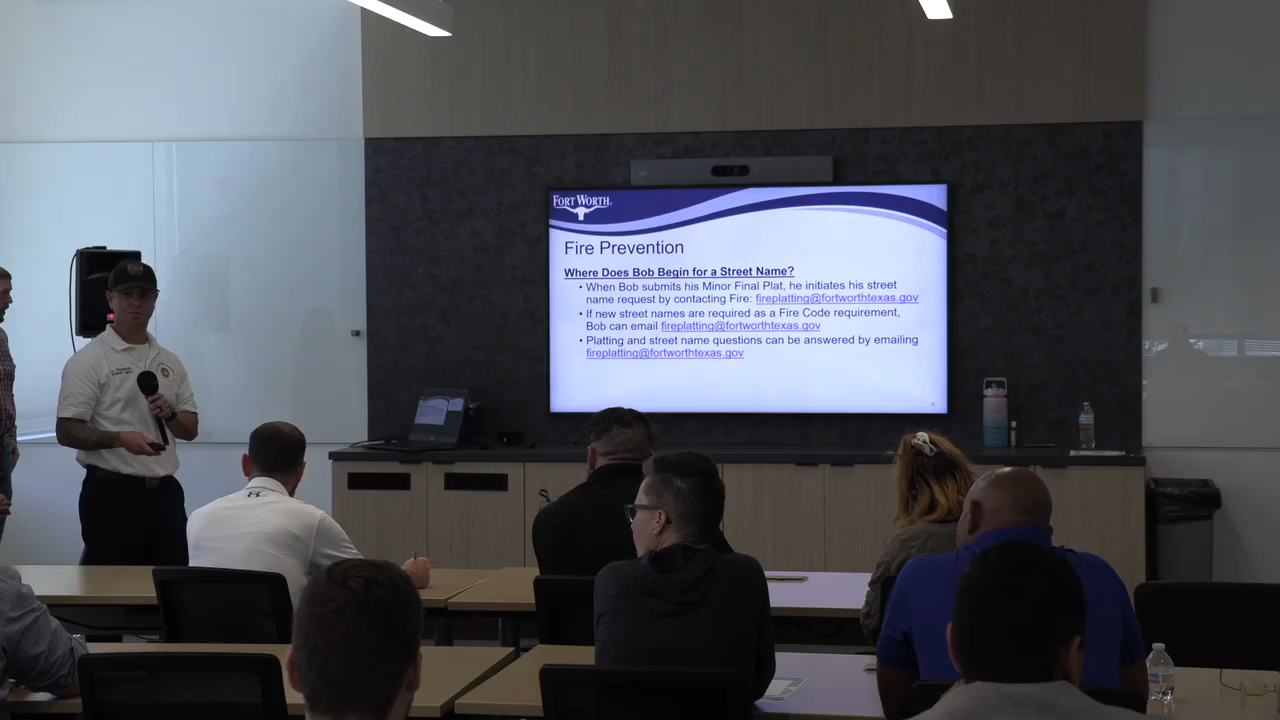 FORT WORTH®
Fire Prevention
Where Does Bob Begin for a Street Name?
• When Bob submits his Minor Final Plat, he initiates his street
name request by contacting Fire: fireplatting@fortworthtexas.gov
• If new street names are required as a Fire Code requirement,
Bob can email fireplatting@fortworthtexas.gov
• Platting and street name questions can be answered by emailing
fireplatting@fortworthtexas.gov